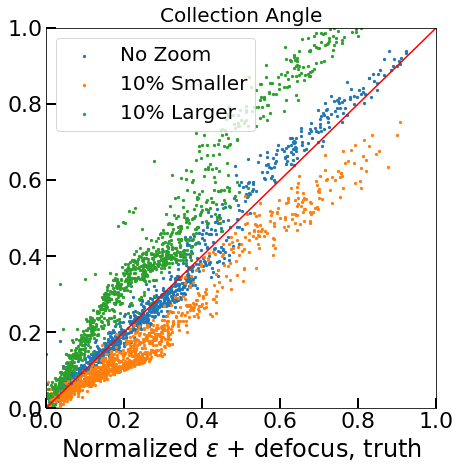 Collection Angle
1.0
0.8
0.6
0.4
0.2
0.0
No Zoom
10% Smaller
10% Larger
0.0 0.2 0.4 0.6 0.8 1.0
Normalized ε + defocus, truth